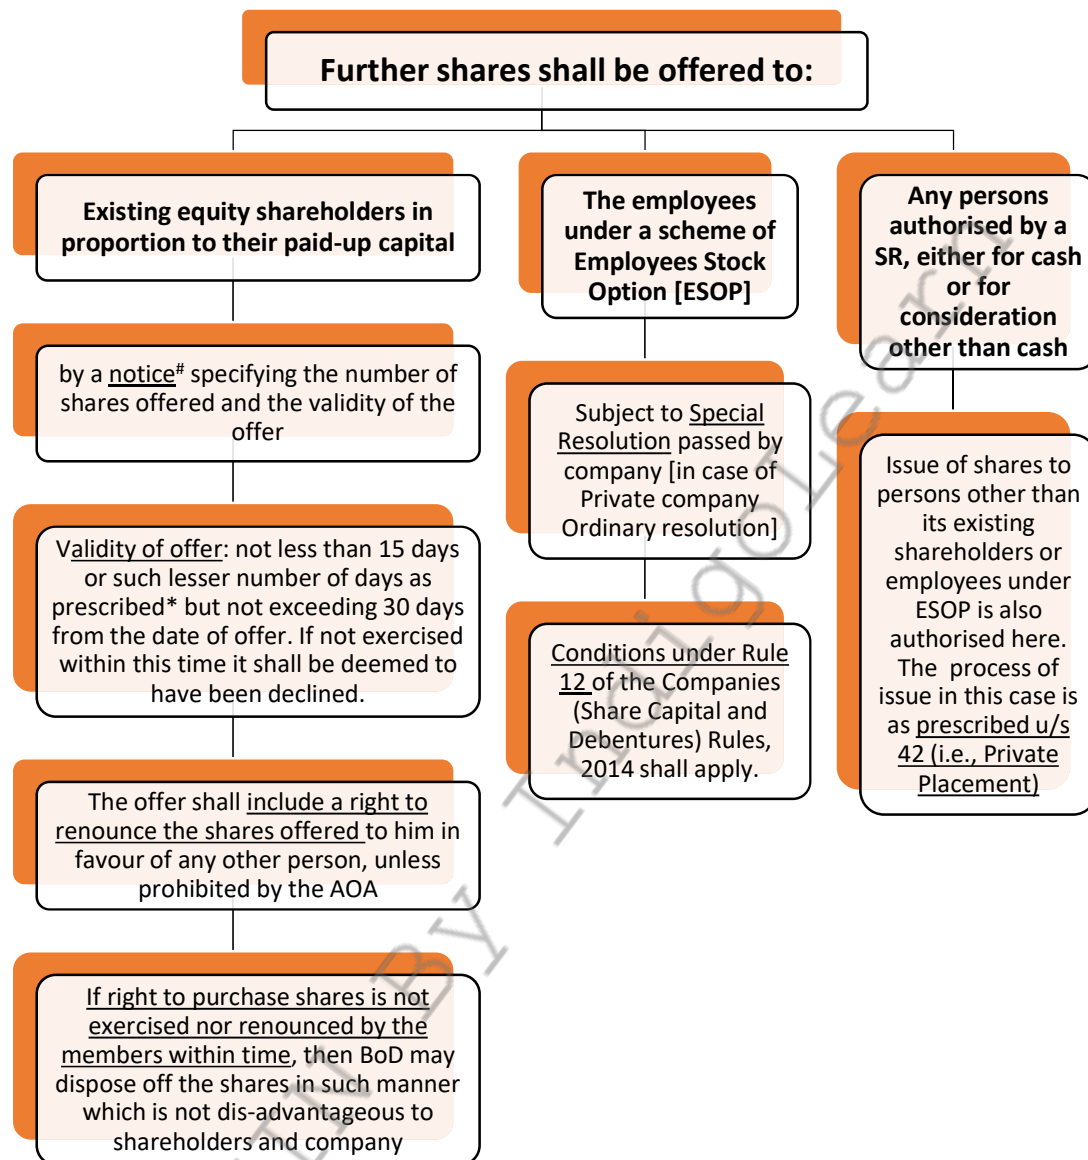 Further shares shall be offered to:
Existing equity shareholders in
proportion to their paid-up capital
by a notice# specifying the number of
shares offered and the validity of the
offer
Validity of offer: not less than 15 days
or such lesser number of days as
prescribed* but not exceeding 30 days
from the date of offer. If not exercised
within this time it shall be deemed to
have been declined.
The offer shall include a right to
renounce the shares offered to him in
favour of any other person, unless
prohibited by the AOA
If right to purchase shares is not
exercised nor renounced by the
members within time, then BoD may
dispose off the shares in such manner
which is not dis-advantageous to
shareholders and company
The employees
under a scheme of
Employees Stock
Option [ESOP]
Subject to Special
Resolution passed by
company [in case of
Private company
Ordinary resolution]
Conditions under Rule
12 of the Companies
(Share Capital and
Debentures) Rules,
2014 shall apply.
Any persons
authorised by a
SR, either for cash
or for
consideration
other than cash
Issue of shares to
persons other than
its existing
shareholders or
employees under
ESOP is also
authorised here.
The process of
issue in this case is
as prescribed u/s
42 (i.e., Private
Placement)
By IndigoLearn